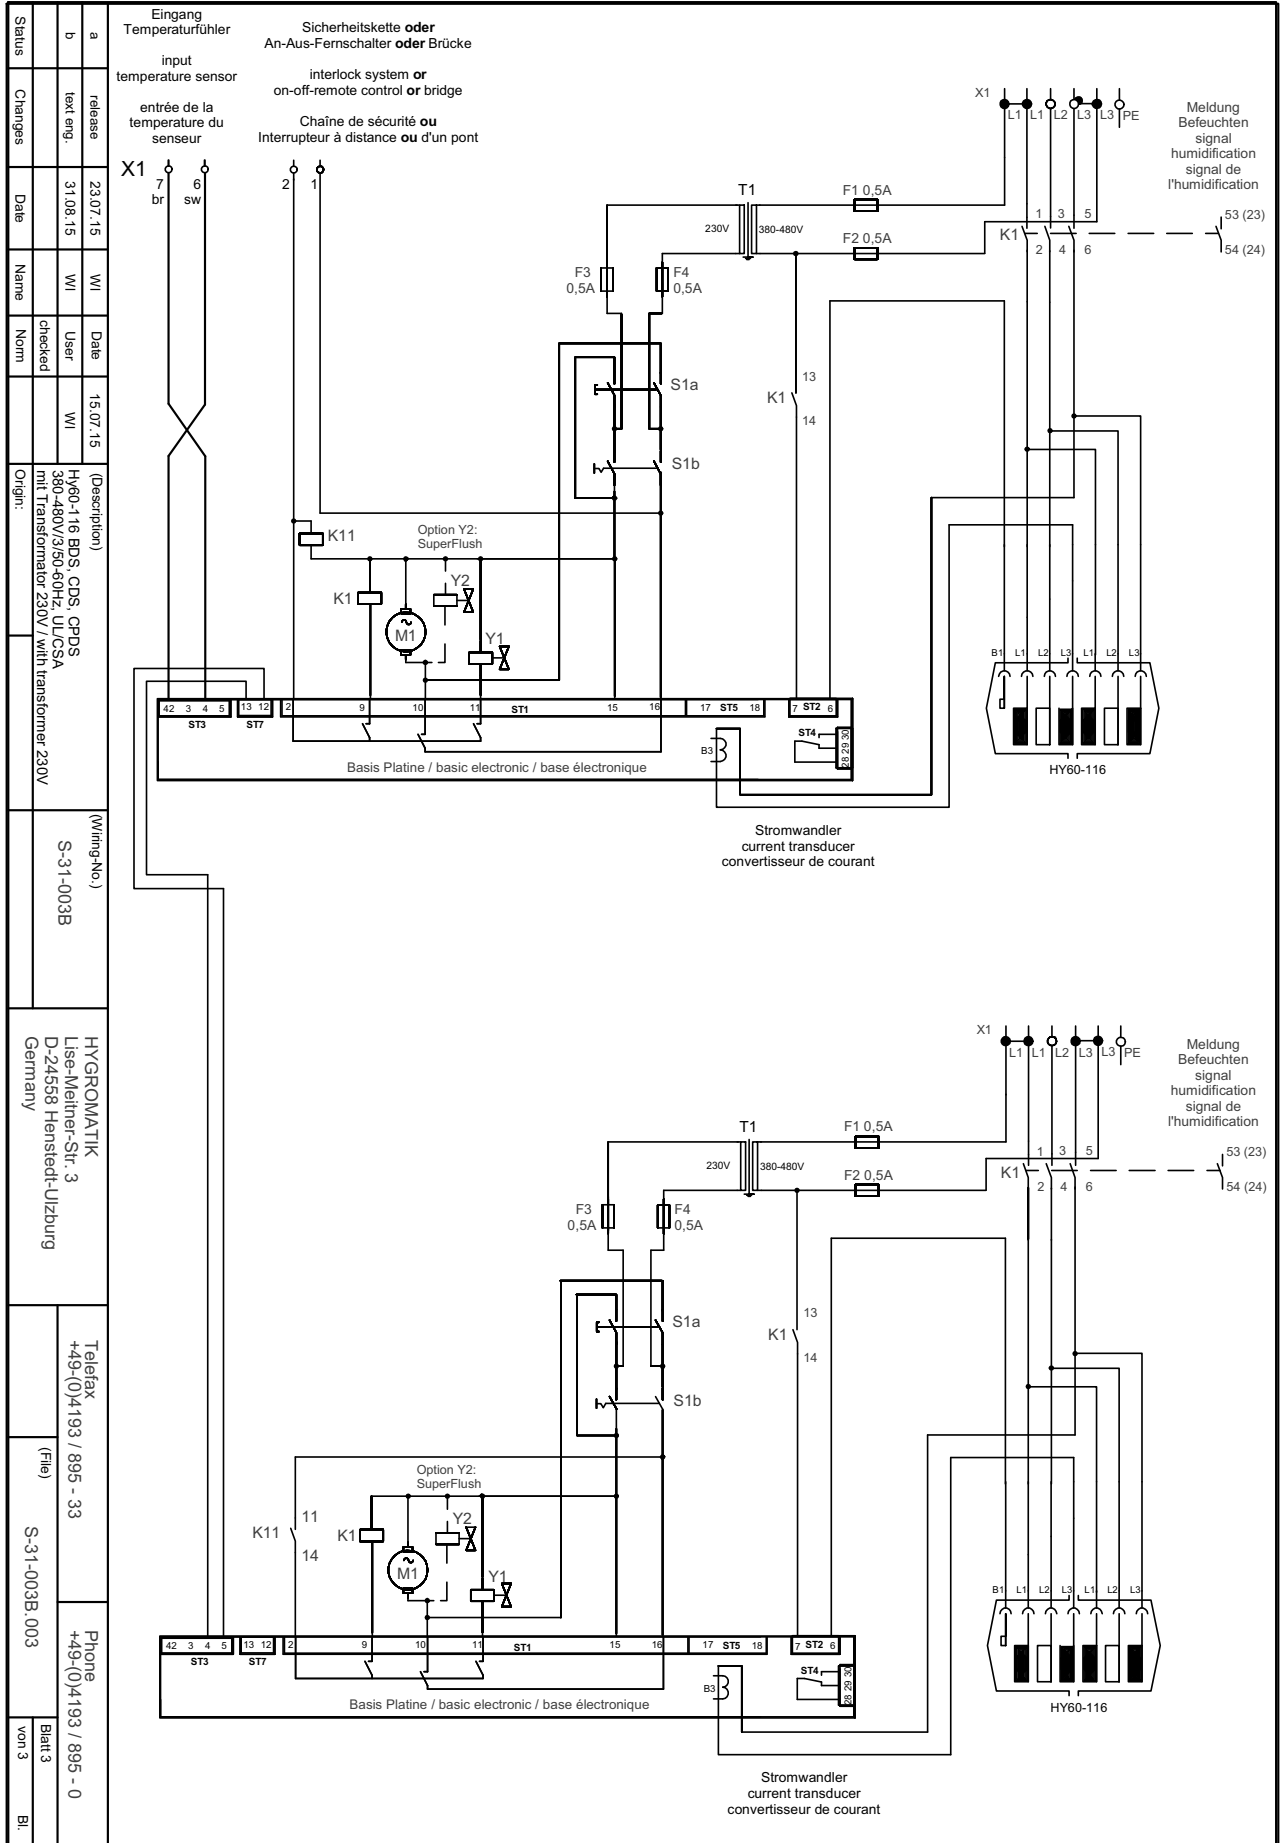 Eingang
Temperaturfühler
input
temperature sensor
entrée de la
temperature du
senseur
Sicherheitskette oder
An-Aus-Fernschalter oder Brücke
interlock system or
on-off-remote control or bridge
Chaîne de sécurité ou
Interrupteur à distance ou d'un pont
X1
7
br
6
sw
2
1
X1
L1 L1 L2 L3 L3 PE
Meldung
Befeuchten
signal
humidification
signal de
l'humidification
53 (23)
54 (24)
K1
1 3 5
2 4 6
T1
230V
380-480V
F1 0,5A
F2 0,5A
F3
0,5A
F4
0,5A
S1a
S1b
K1
13
14
K11
Option Y2:
SuperFlush
K1
M1
~
Y2
Y1
B1 L1 L2 L3 L1 L2 L3
HY60-116
42 3 4 5
ST3
13 12
ST7
2 9 10 11 ST1 15 16
17 ST5 18
7 ST2 6
ST4
28 29 30
B3
Basis Platine / basic electronic / base électronique
Stromwandler
current transducer
convertisseur de courant
X1
L1 L1 L2 L3 L3 PE
Meldung
Befeuchten
signal
humidification
signal de
l'humidification
53 (23)
54 (24)
K1
1 3 5
2 4 6
T1
230V
380-480V
F1 0,5A
F2 0,5A
F3
0,5A
F4
0,5A
S1a
S1b
K1
13
14
K11
11
14
Option Y2:
SuperFlush
K1
M1
~
Y2
Y1
B1 L1 L2 L3 L1 L2 L3
HY60-116
42 3 4 5
ST3
13 12
ST7
2 9 10 11 ST1 15 16
17 ST5 18
7 ST2 6
ST4
28 29 30
B3
Basis Platine / basic electronic / base électronique
Stromwandler
current transducer
convertisseur de courant
a release 23.07.15 WI
b text eng. 31.08.15 WI
Status Changes Date Name
Date 15.07.15
User WI
checked
Norm
(Description)
Hy60-116 BDS, CDS, CPDS
380-480V/3/50-60Hz, UL/CSA
mit Transformator 230V / with transformer 230V
Origin:
(Wiring-No.)
S-31-003B
HYGROMATIK
Lise-Meitner-Str. 3
D-24558 Henstedt-Ulzburg
Germany
Telefax
+49-(0)4193 / 895 - 33
Phone
+49-(0)4193 / 895 - 0
(File)
S-31-003B.003
Blatt 3
von 3 Bl.